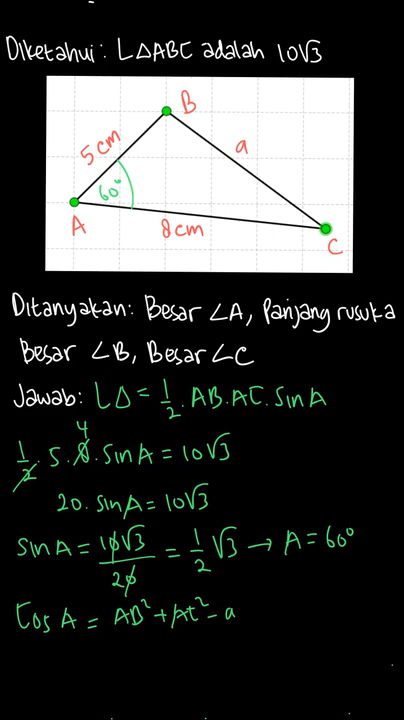 Diketahui: L△ABC adalah 10√3
B
5 cm
a
60°
A
8 cm
C
Ditanyakan: Besar ∠A, Panjang rusuk a
Besar ∠B, Besar ∠C
Jawab: L△ = 1/2 . AB . AC . Sin A
1/2 . 5 . 8 4 . Sin A = 10√3
20 . sin A = 10√3
Sin A = 10√3/20 = 1/2 √3 → A = 60°
Cos A = AB² + AC² - a